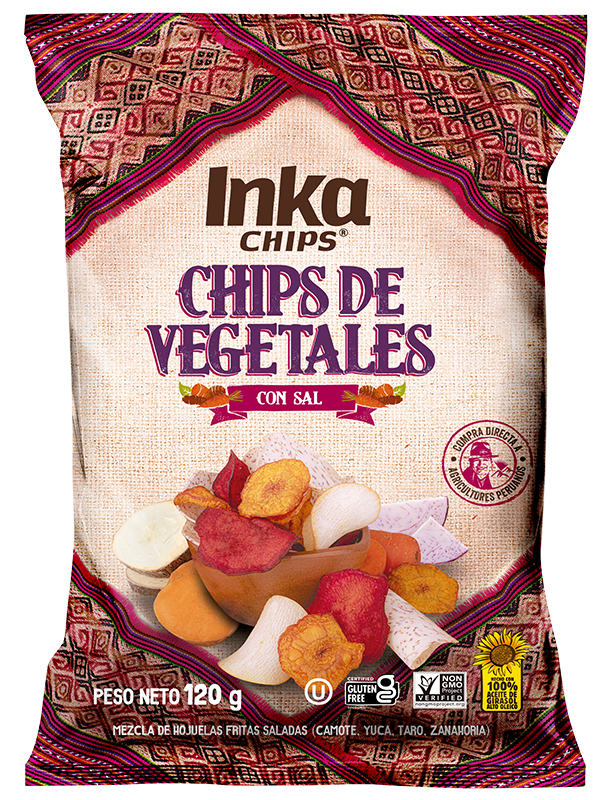 Inka
CHIPS®
CHIPS DE
VEGETALES
CON SAL
COMPRA DIRECTA A
AGRICULTORES PERUANOS
PESO NETO 120 g
U
CERTIFIED
GLUTEN
FREE
NON
GMO
Project
VERIFIED
nongmoproject.org
HECHO CON
100%
ACEITE DE
GIRASOL
ALTO OLEICO
MEZCLA DE HOJUELAS FRITAS SALADAS (CAMOTE, YUCA, TARO, ZANAHORIA)